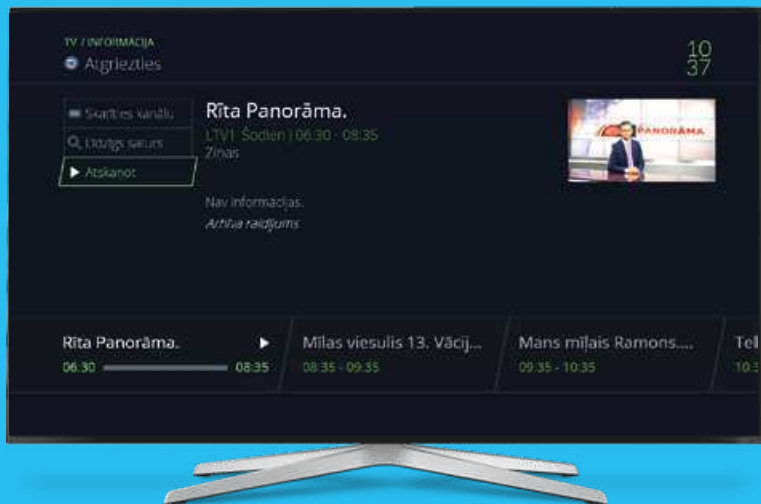 TV / INFORMĀCIJA
Atgriezties
10
37
Skatīties kanālu
Līdzīgs saturs
Atskaņot
Rīta Panorāma.
LTV1 Šodien | 06:30 - 08:35
Ziņas
Nav informācijas.
Arhīva raidījums
PANORĀMA
Rīta Panorāma.
06:30 08:35
Mīlas viesulis 13. Vācij...
08:35 - 09:35
Mans mīļais Ramons....
09:35 - 10:35